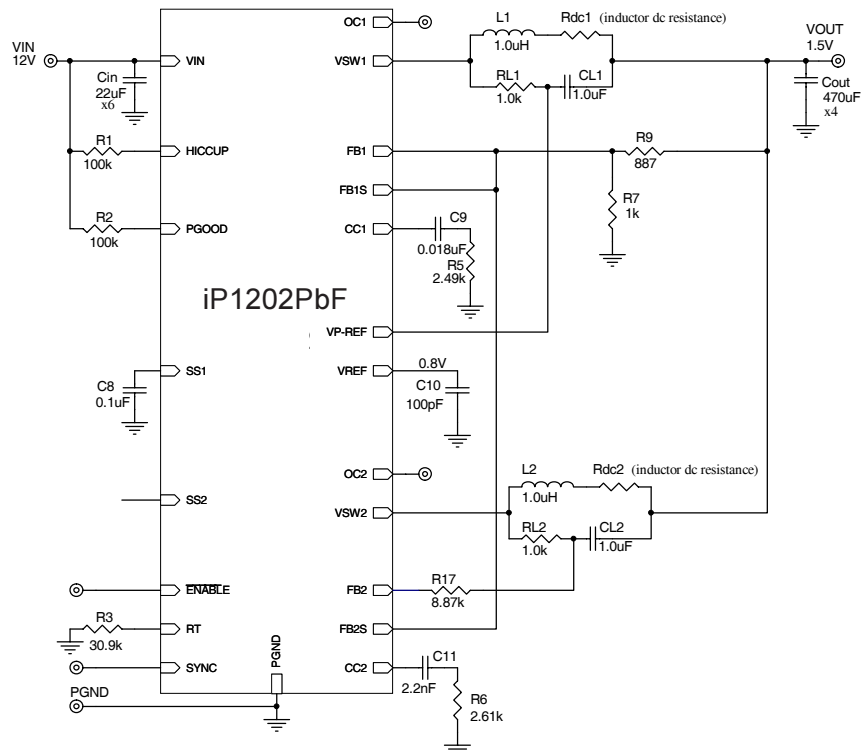 OC1
L1
Rdc1 (inductor dc resistance)
1.0uH
VIN
12V
VIN
Cin
22uF
x6
VSW1
RL1
1.0k
CL1
1.0uF
VOUT
1.5V
Cout
470uF
x4
R1
100k
HICCUP
FB1
R9
887
FB1S
R7
1k
R2
100k
PGOOD
CC1
C9
0.018uF
R5
2.49k
iP1202PbF
VP-REF
C8
0.1uF
SS1
VREF
0.8V
C10
100pF
OC2
L2
Rdc2 (inductor dc resistance)
1.0uH
SS2
VSW2
RL2
1.0k
CL2
1.0uF
ENABLE
FB2
R17
8.87k
R3
30.9k
RT
FB2S
SYNC
PGND
CC2
C11
2.2nF
R6
2.61k
PGND